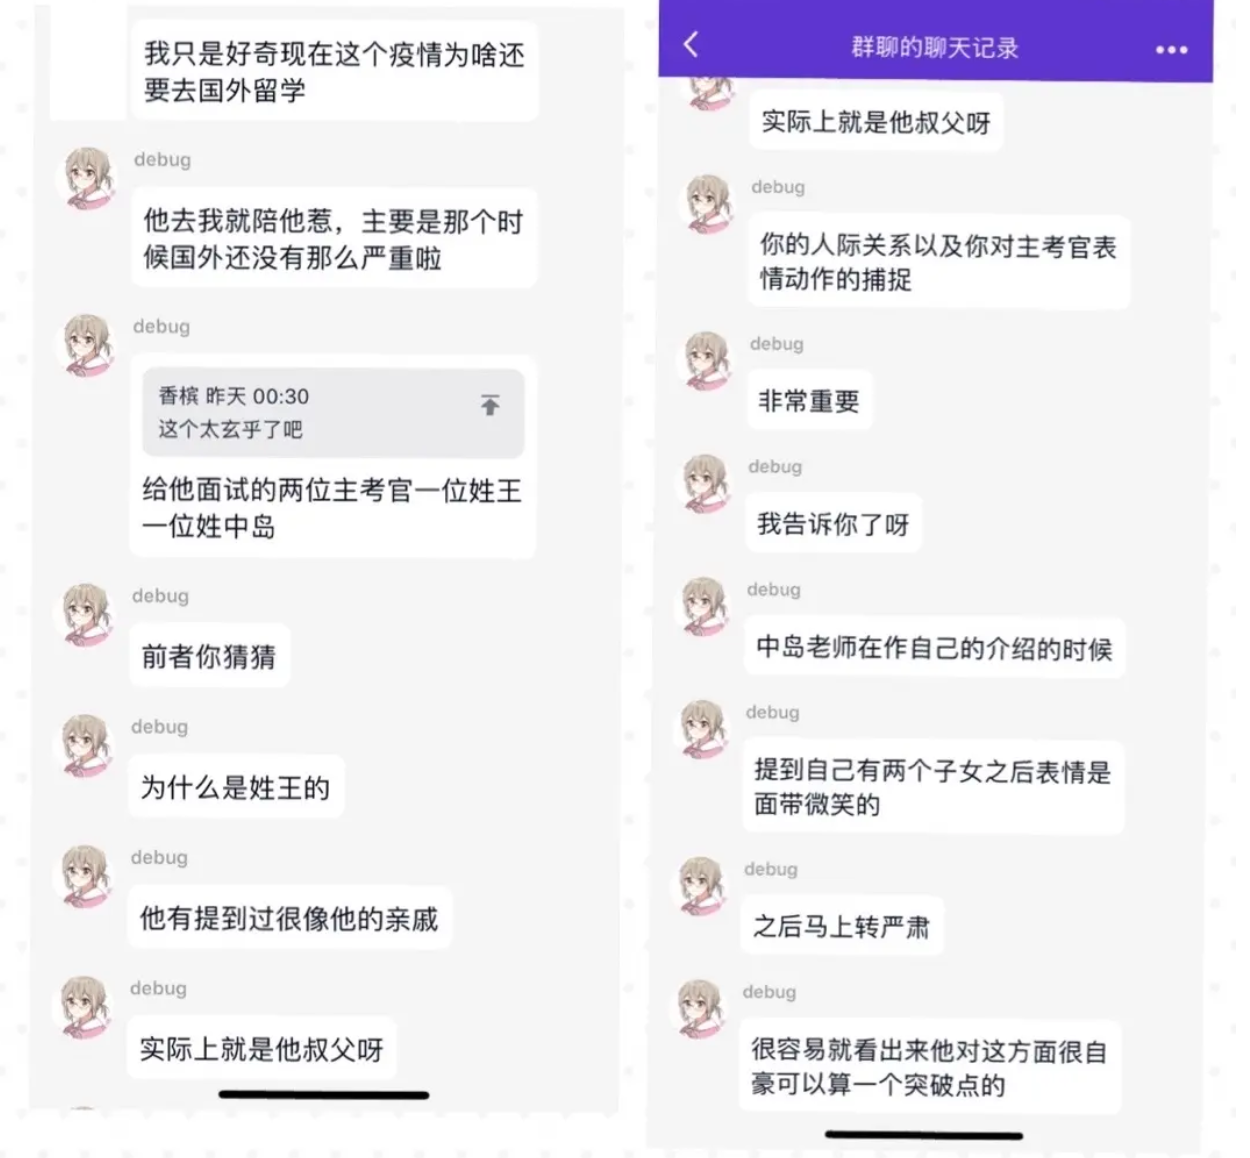 我只是好奇现在这个疫情为啥还
要去国外留学
debug
他去我就陪他惹，主要是那个时
候国外还没有那么严重啦
debug
香槟 昨天 00:30
这个太玄乎了吧
给他面试的两位主考官一位姓王
一位姓中岛
debug
前者你猜猜
debug
为什么是姓王的
debug
他有提到过很像他的亲戚
debug
实际上就是他叔父呀
群聊的聊天记录
实际上就是他叔父呀
debug
你的人际关系以及你对主考官表
情动作的捕捉
debug
非常重要
debug
我告诉你了呀
debug
中岛老师在作自己的介绍的时候
debug
提到自己有两个子女之后表情是
面带微笑的
debug
之后马上转严肃
debug
很容易就看出来他对这方面很自
豪可以算一个突破点的